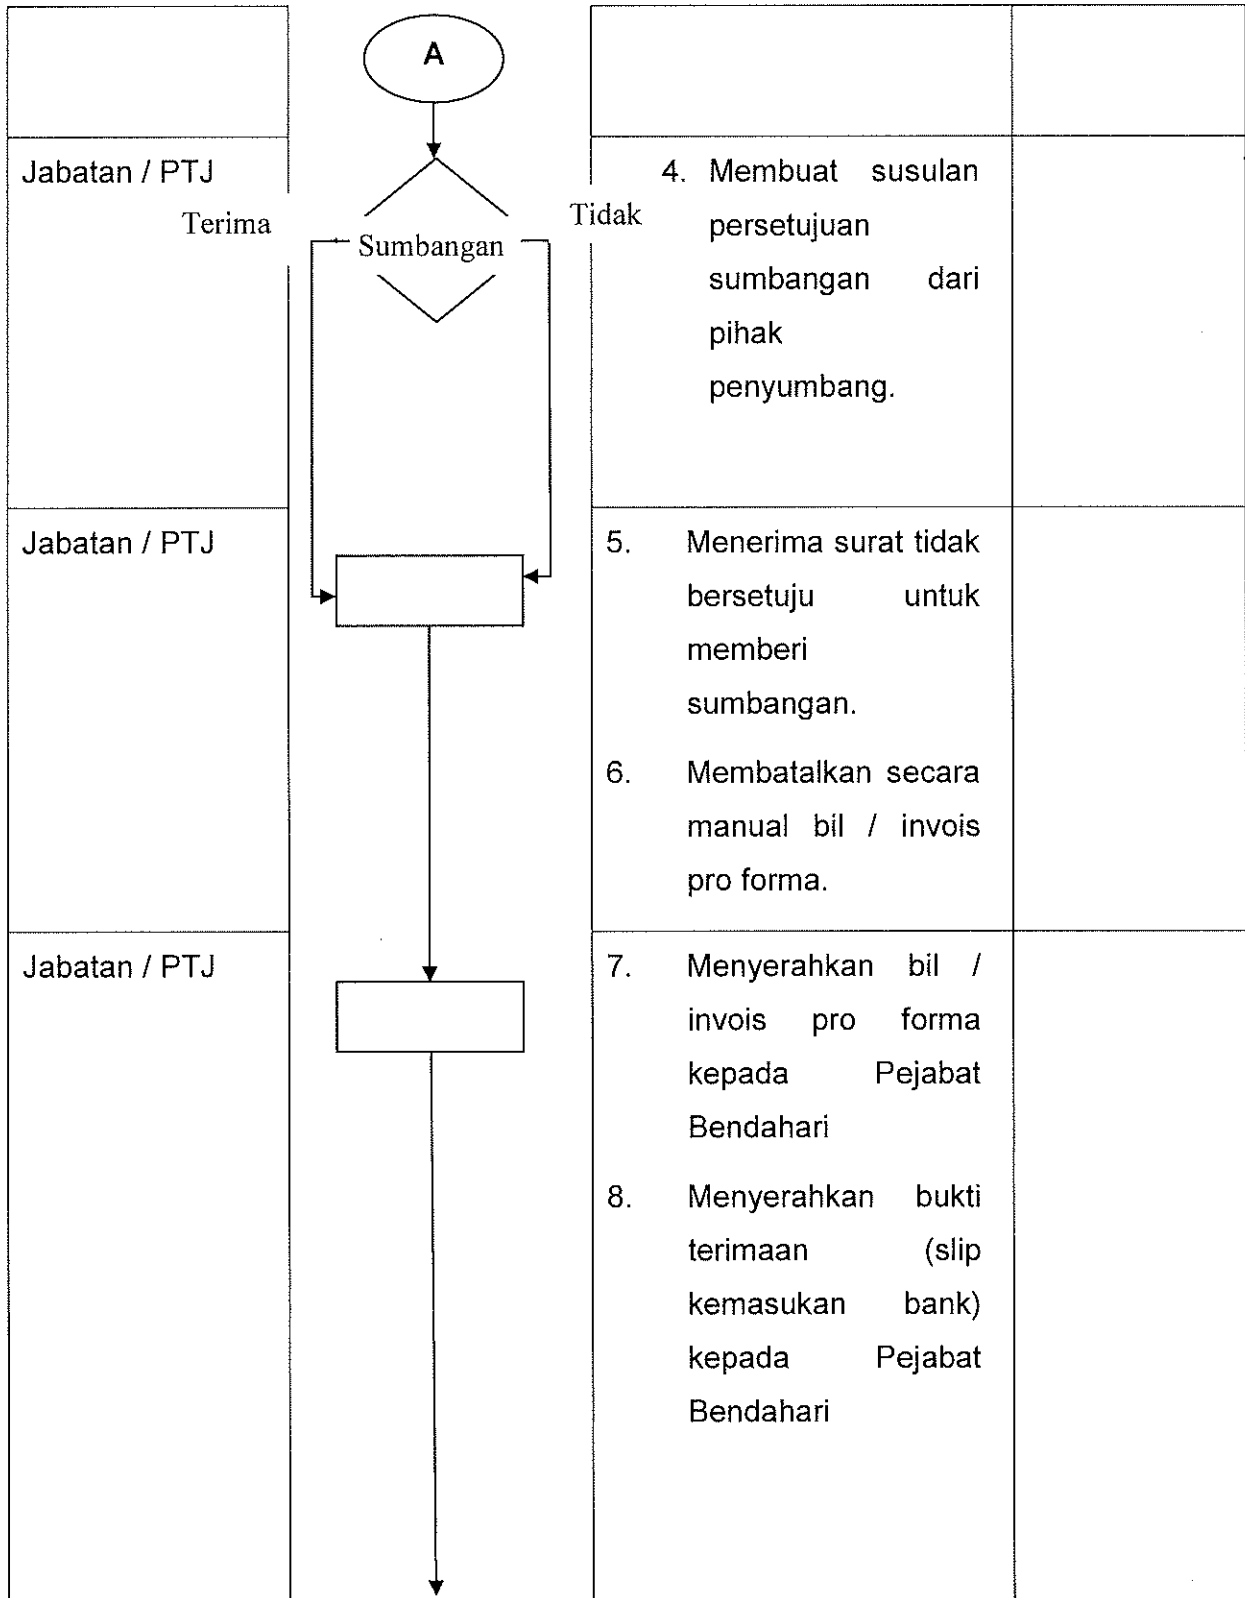 A
Jabatan / PTJ
Terima
Sumbangan
Tidak
4. Membuat susulan
persetujuan
sumbangan dari
pihak
penyumbang.
Jabatan / PTJ
5. Menerima surat tidak
bersetuju untuk
memberi
sumbangan.
6. Membatalkan secara
manual bil / invois
pro forma.
Jabatan / PTJ
7. Menyerahkan bil /
invois pro forma
kepada Pejabat
Bendahari
8. Menyerahkan bukti
terimaan (slip
kemasukan bank)
kepada Pejabat
Bendahari